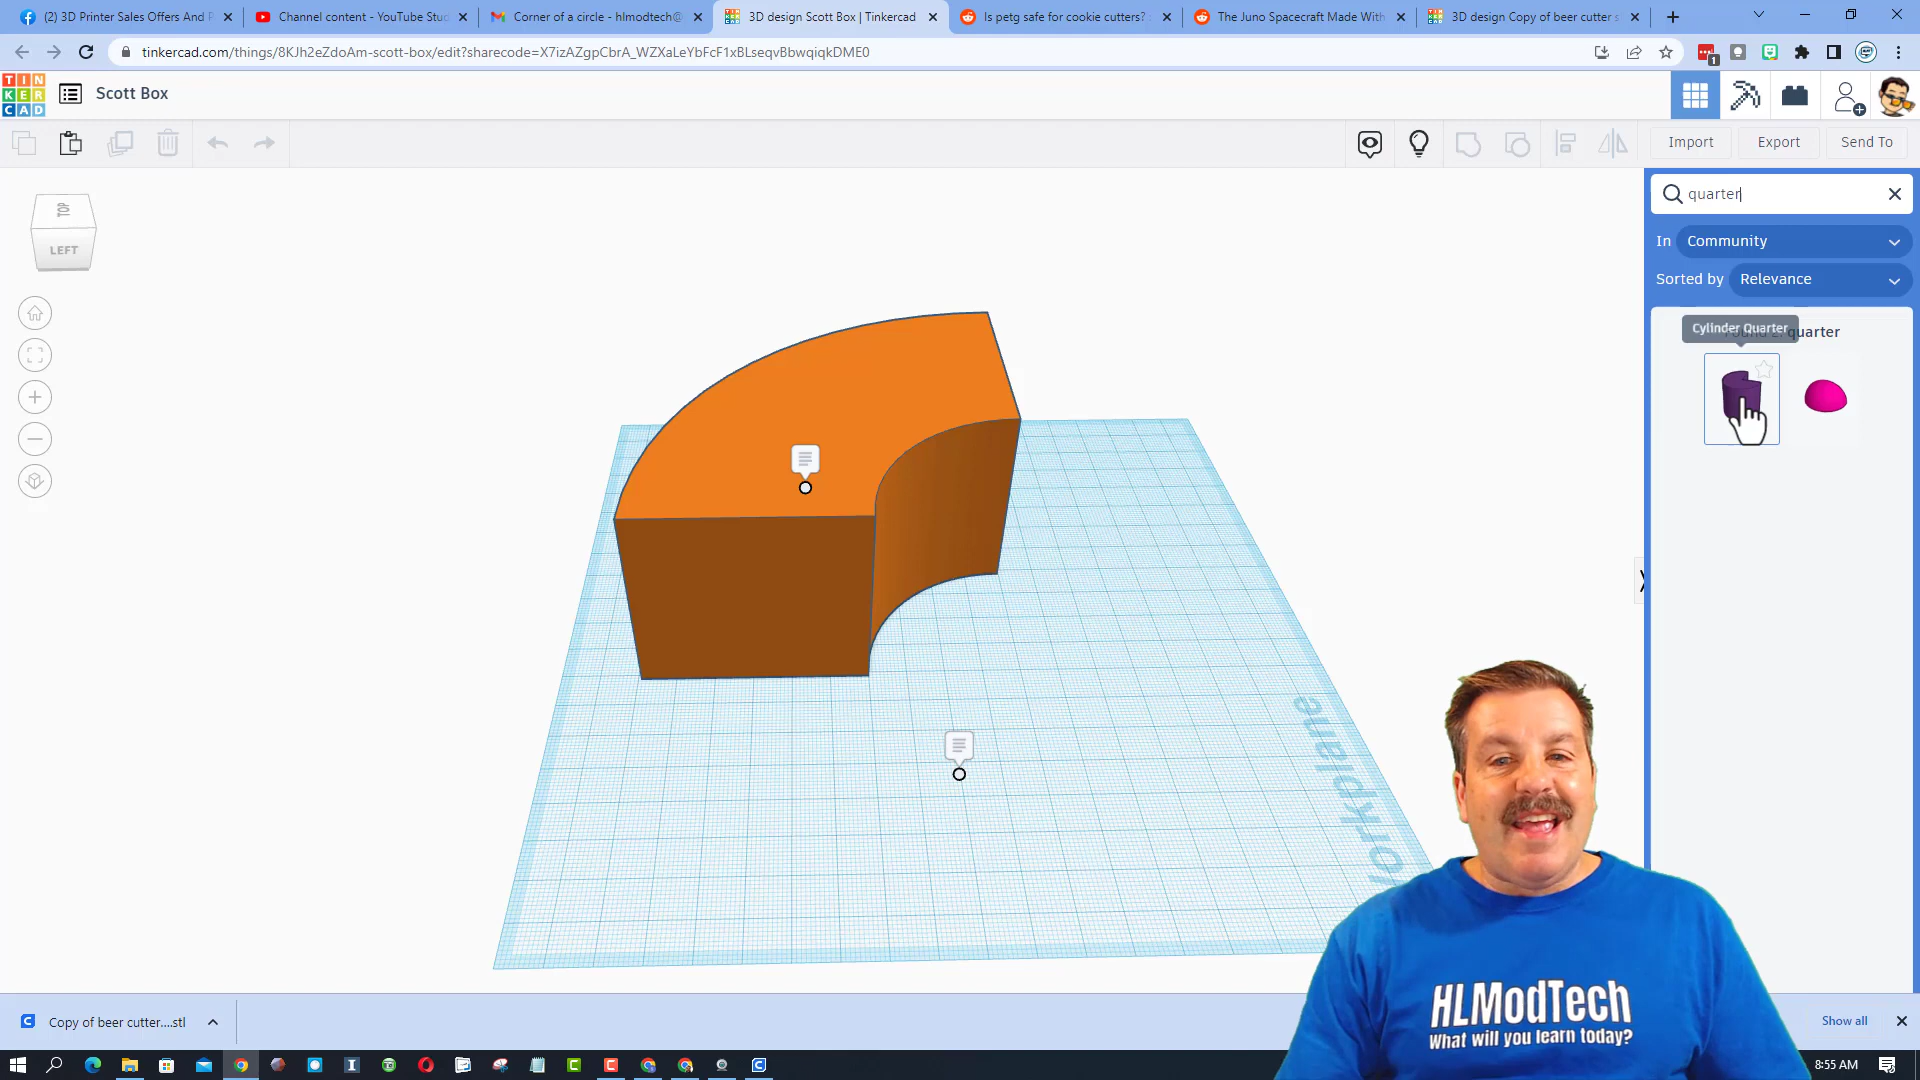 (2) 3D Printer Sales Offers And P
Channel content - YouTube Stud
Corner of a circle - hlmodtech@
3D design Scott Box | Tinkercad
Is petg safe for cookie cutters?
The Juno Spacecraft Made With
3D design Copy of beer cutter s
tinkercad.com/things/8KJh2eZdoAm-scott-box/edit?sharecode=X7izAZgpCbrA_WZXaLeYbFcF1xBLseqvBbwqiqkDME0
1
TIN
KER
CAD
Scott Box
Import
Export
Send To
TOP
LEFT
quarter
In
Community
Sorted by
Relevance
Cylinder Quarter
quarter
Workplane
HLModTech
What will you learn today?
Copy of beer cutter....stl
Show all
8:55 AM